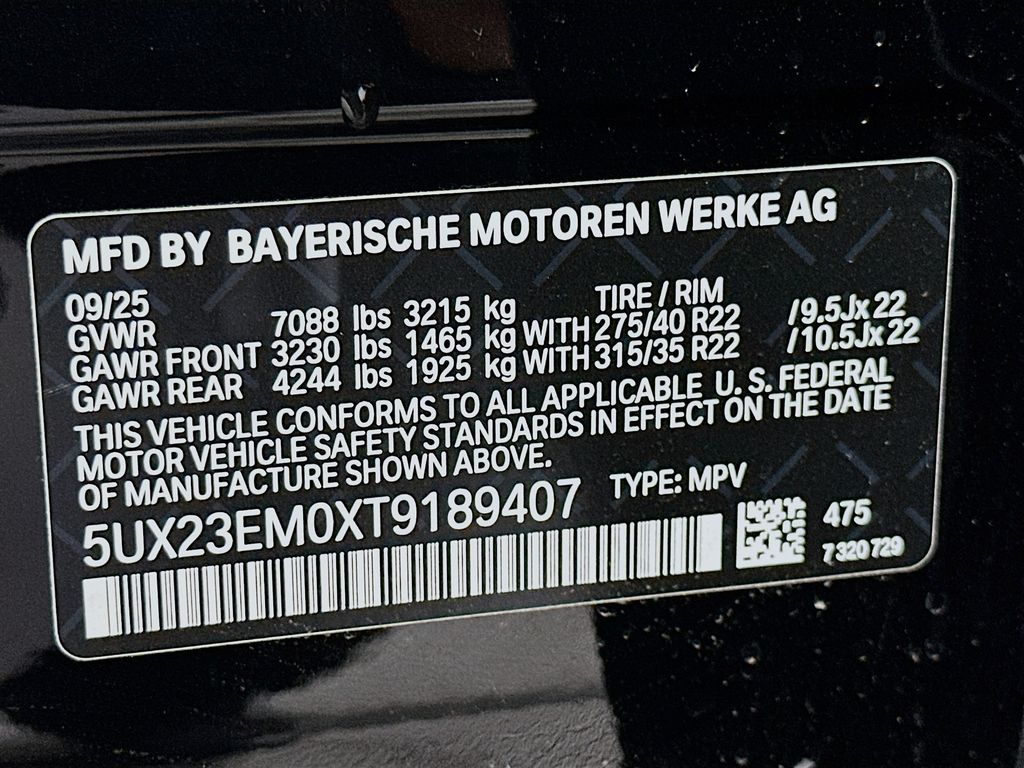 MFD BY BAYERISCHE MOTOREN WERKE AG
09/25 TIRE / RIM
GVWR 7088 lbs 3215 kg
GAWR FRONT 3230 lbs 1465 kg WITH 275/40 R22 /9.5Jx22
GAWR REAR 4244 lbs 1925 kg WITH 315/35 R22 /10.5Jx22
THIS VEHICLE CONFORMS TO ALL APPLICABLE U. S. FEDERAL
MOTOR VEHICLE SAFETY STANDARDS IN EFFECT ON THE DATE
OF MANUFACTURE SHOWN ABOVE.
5UX23EM0XT9189407 TYPE: MPV
475
7 320 729